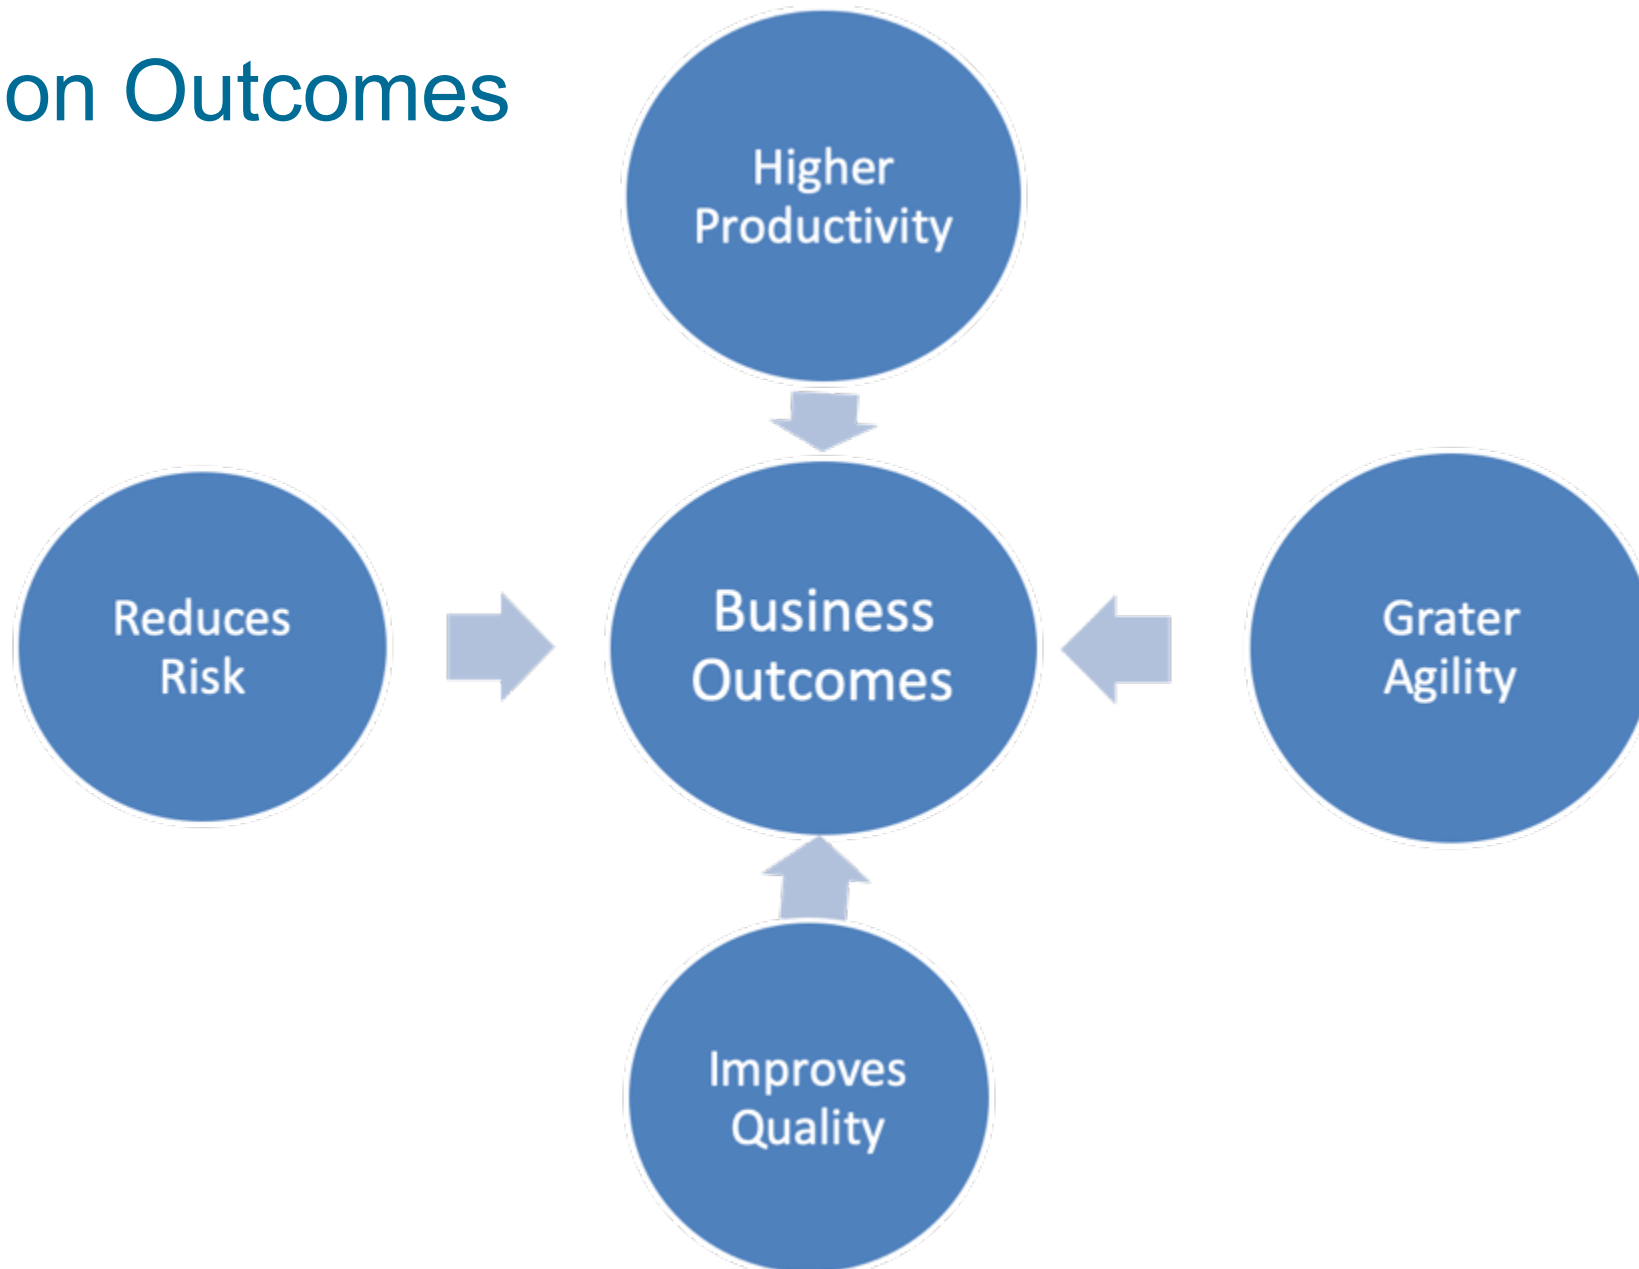 on Outcomes
Higher
Productivity
Reduces
Risk
Business
Outcomes
Grater
Agility
Improves
Quality